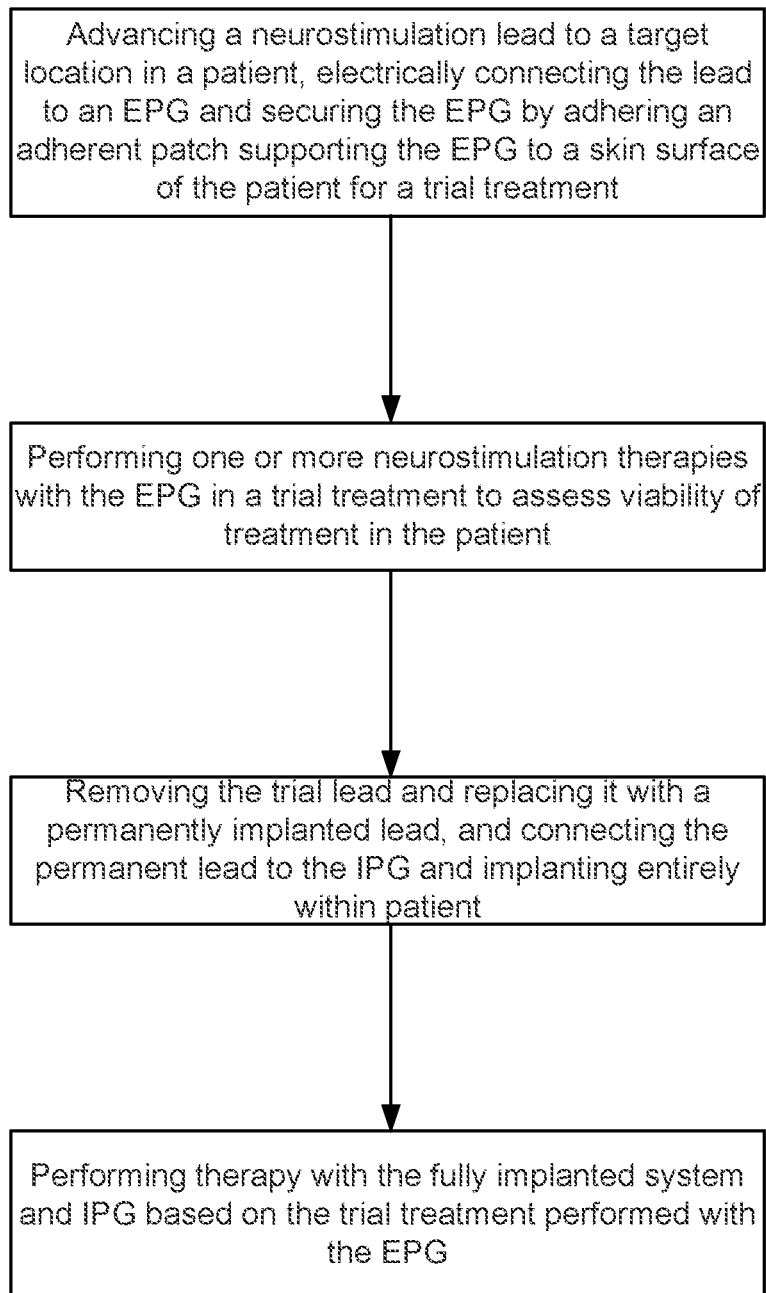 Advancing a neurostimulation lead to a target
location in a patient, electrically connecting the lead
to an EPG and securing the EPG by adhering an
adherent patch supporting the EPG to a skin surface
of the patient for a trial treatment
Performing one or more neurostimulation therapies
with the EPG in a trial treatment to assess viability of
treatment in the patient
Removing the trial lead and replacing it with a
permanently implanted lead, and connecting the
permanent lead to the IPG and implanting entirely
within patient
Performing therapy with the fully implanted system
and IPG based on the trial treatment performed with
the EPG